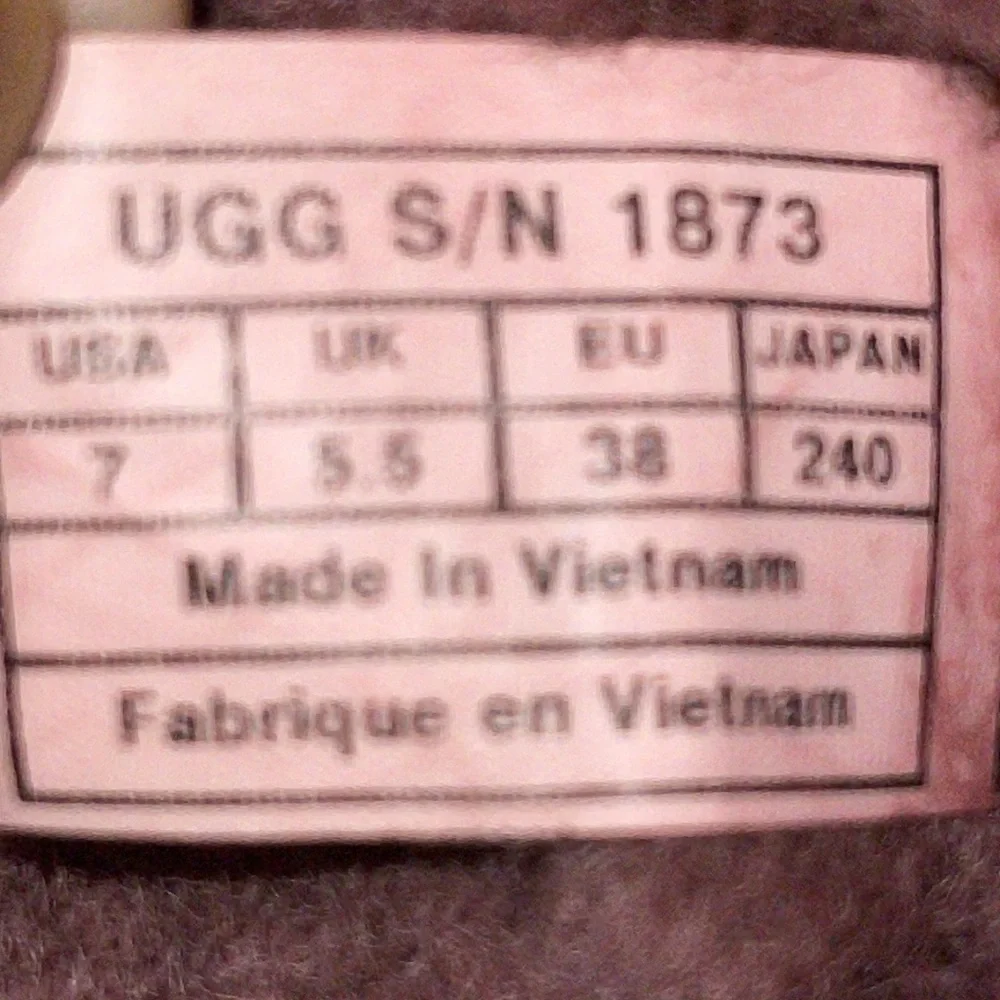 UGG S/N 1873
USA UK EU JAPAN
7 5.5 38 240
Made In Vietnam
Fabrique en Vietnam